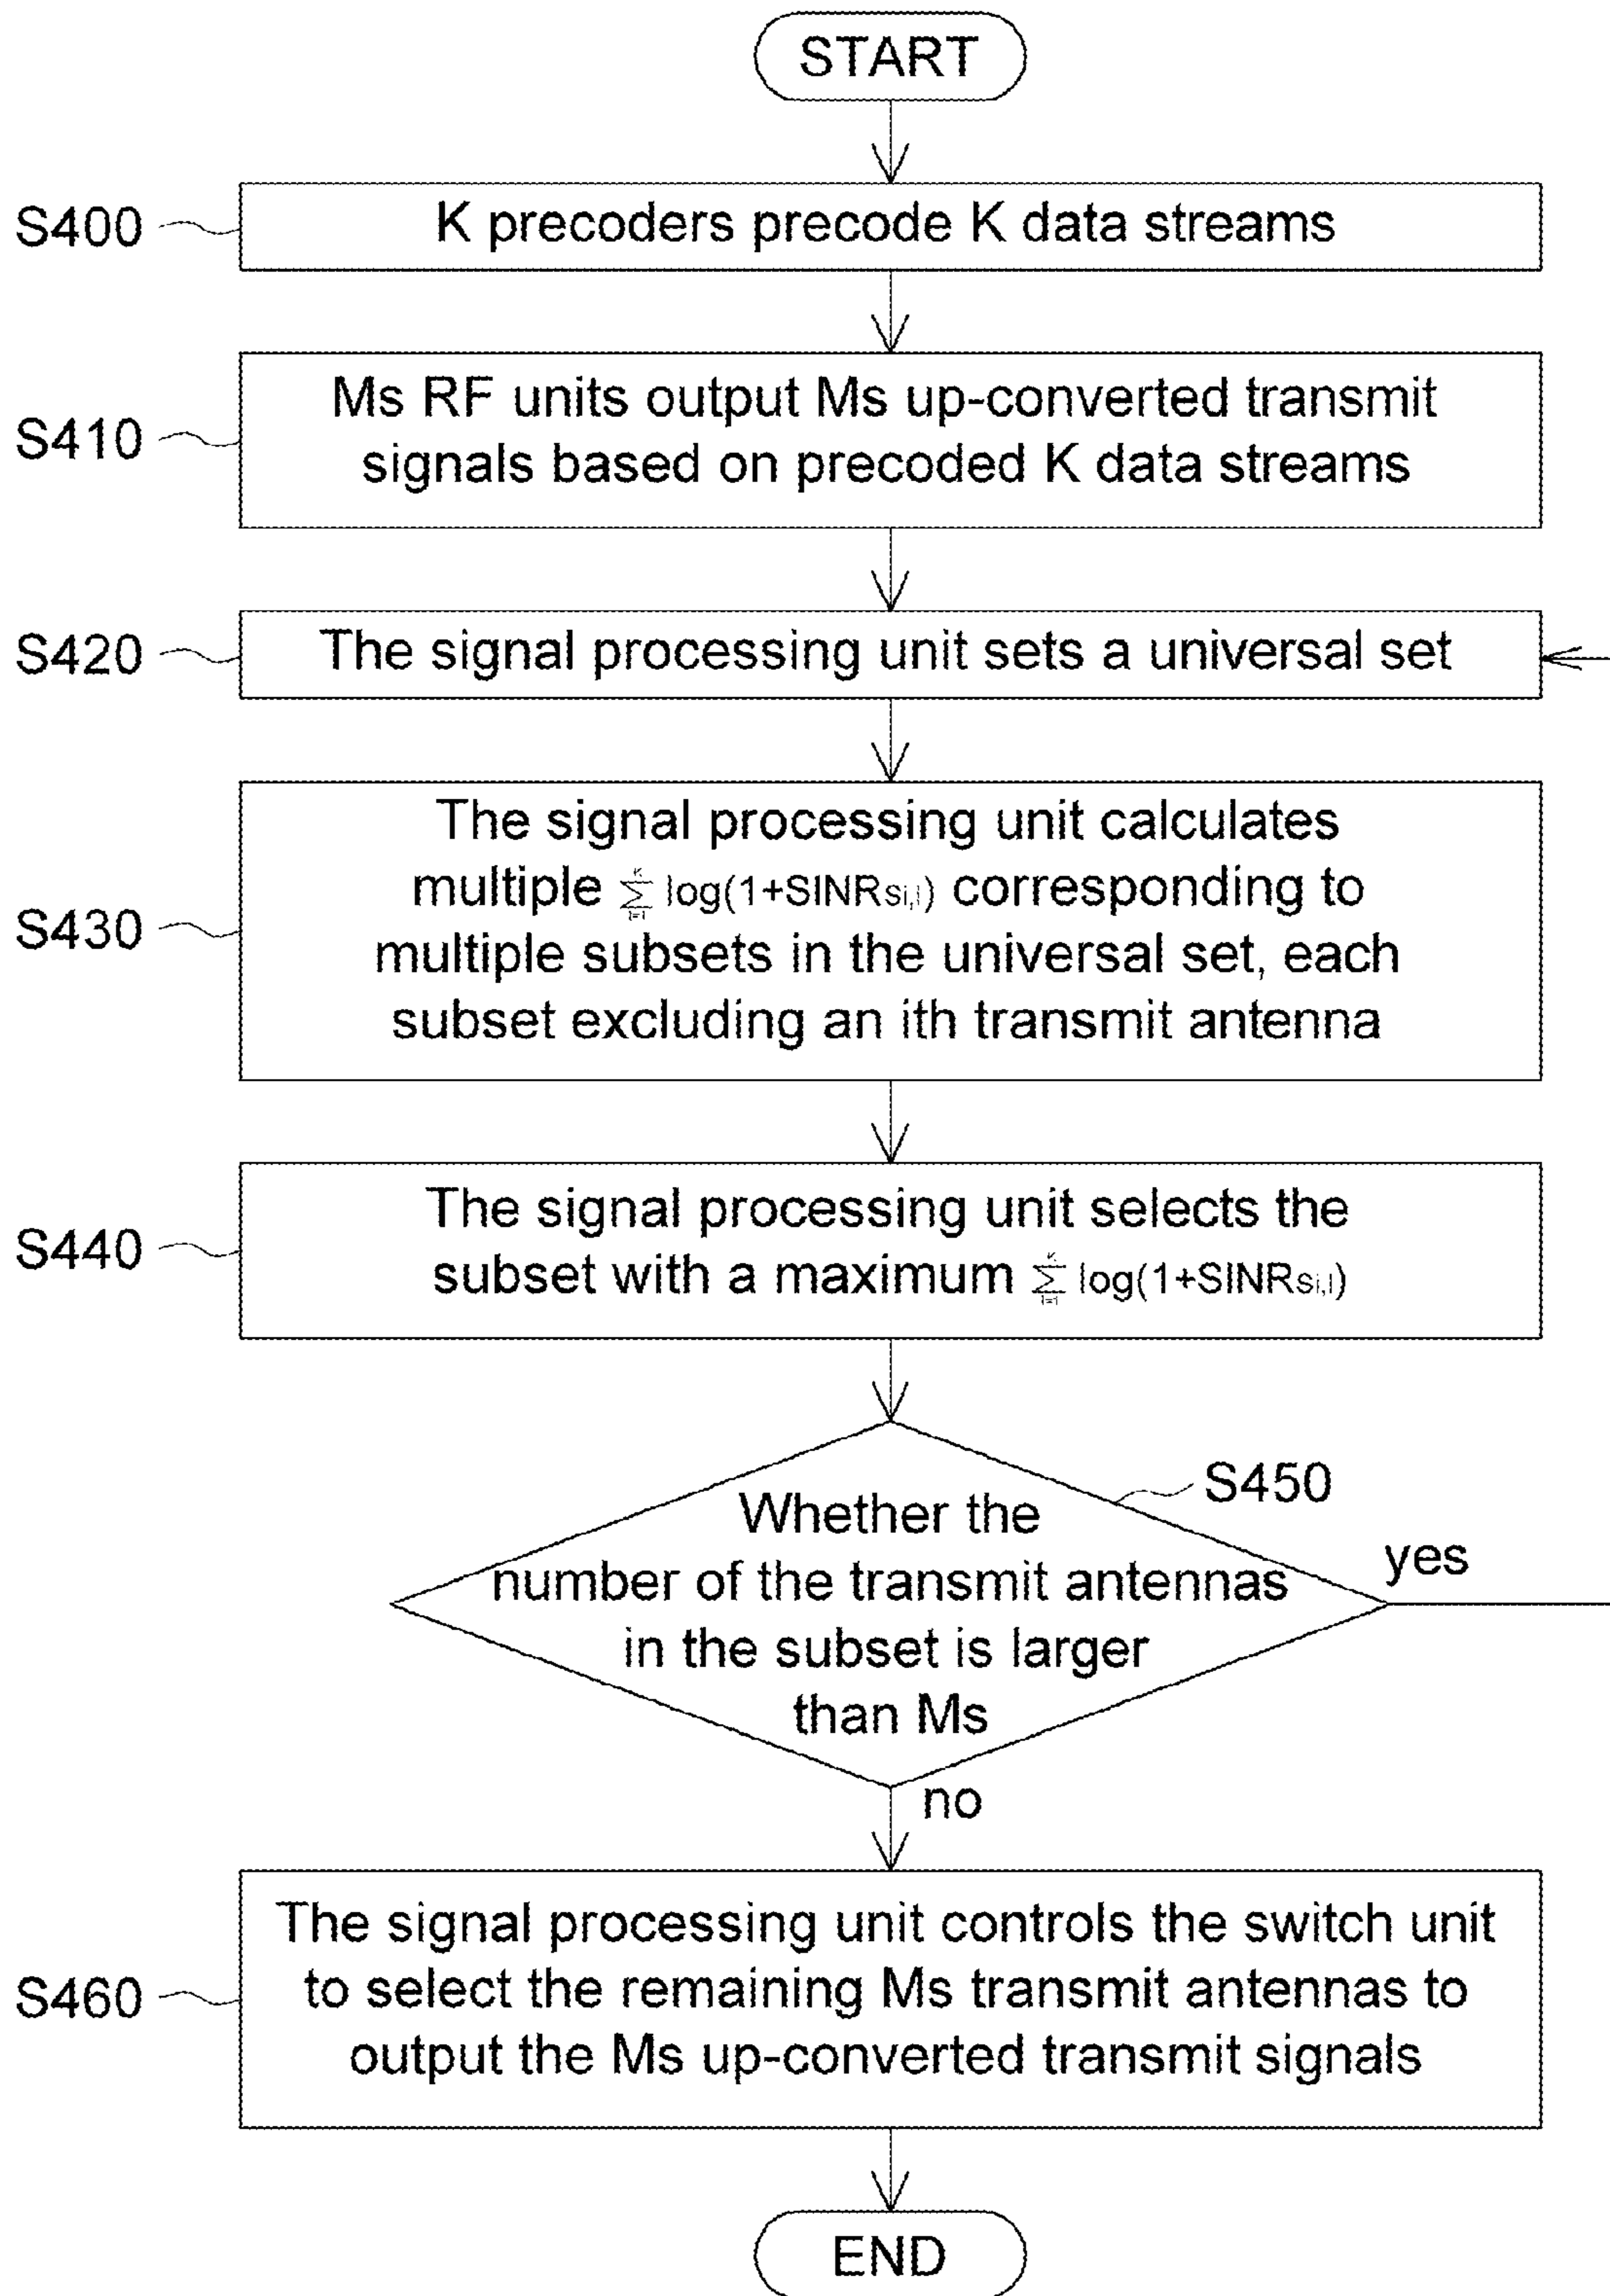 START
S400
K precoders precode K data streams
S410
Ms RF units output Ms up-converted transmit
signals based on precoded K data streams
S420
The signal processing unit sets a universal set
S430
The signal processing unit calculates
multiple ∑ log(1+SINRsi,l) corresponding to
multiple subsets in the universal set, each
subset excluding an ith transmit antenna
S440
The signal processing unit selects the
subset with a maximum ∑ log(1+SINRsi,l)
S450
Whether the
number of the transmit antennas
in the subset is larger
than Ms
yes
no
S460
The signal processing unit controls the switch unit
to select the remaining Ms transmit antennas to
output the Ms up-converted transmit signals
END